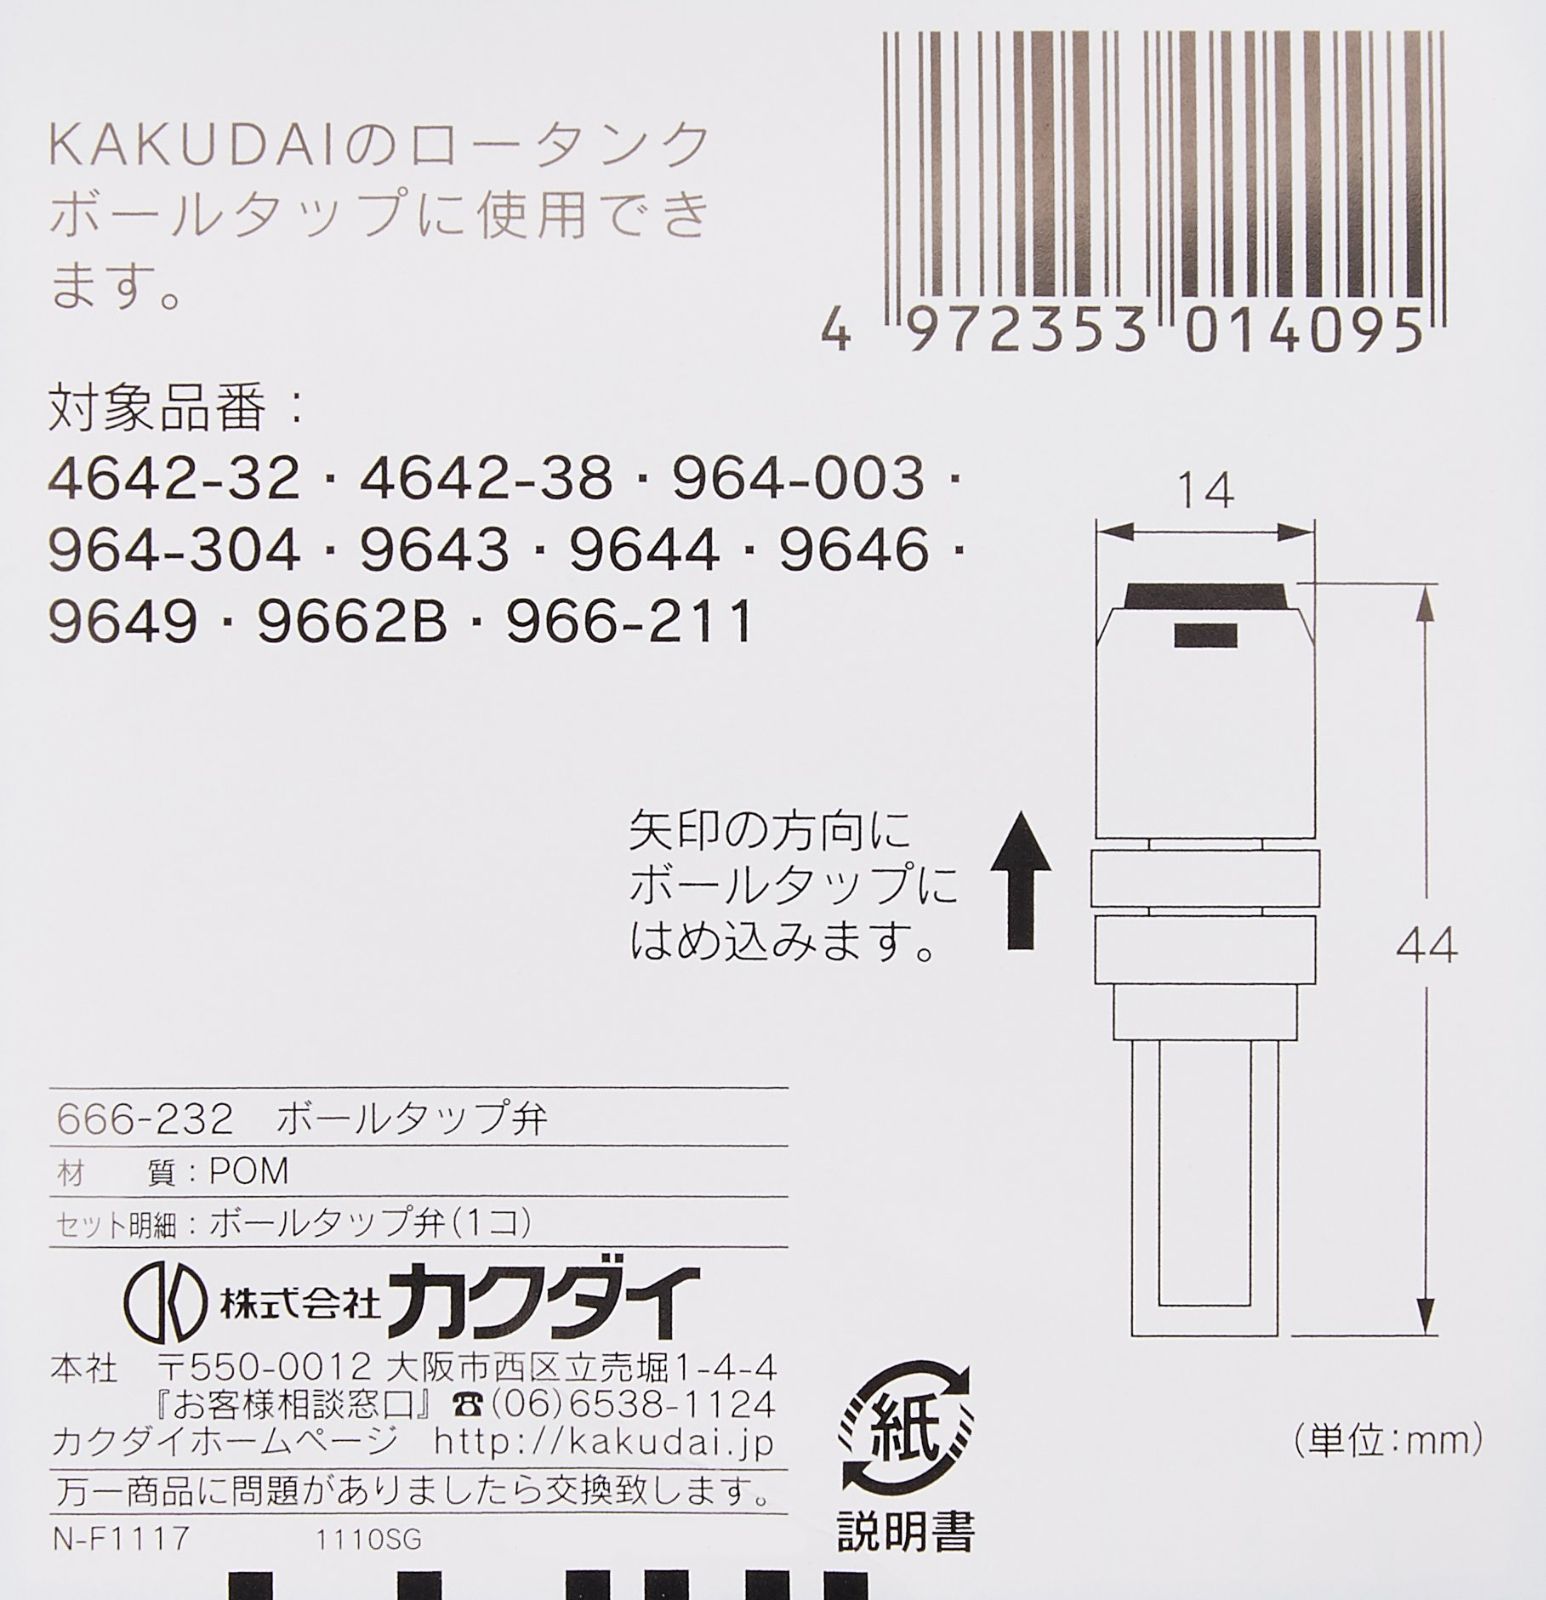 KAKUDAIのロータンク
ボールタップに使用でき
ます。
4 972353 014095
対象品番：
4642-32・4642-38・964-003・
964-304・9643・9644・9646・
9649・9662B・966-211
14
44
矢印の方向に
ボールタップに
はめ込みます。
666-232 ボールタップ弁
材 質：POM
セット明細：ボールタップ弁(1コ)
株式会社カクダイ
本社 〒550-0012 大阪市西区立売堀1-4-4
『お客様相談窓口』☎(06)6538-1124
カクダイホームページ http://kakudai.jp
万一商品に問題がありましたら交換致します。
N-F1117 1110SG
紙
説明書
(単位:mm)